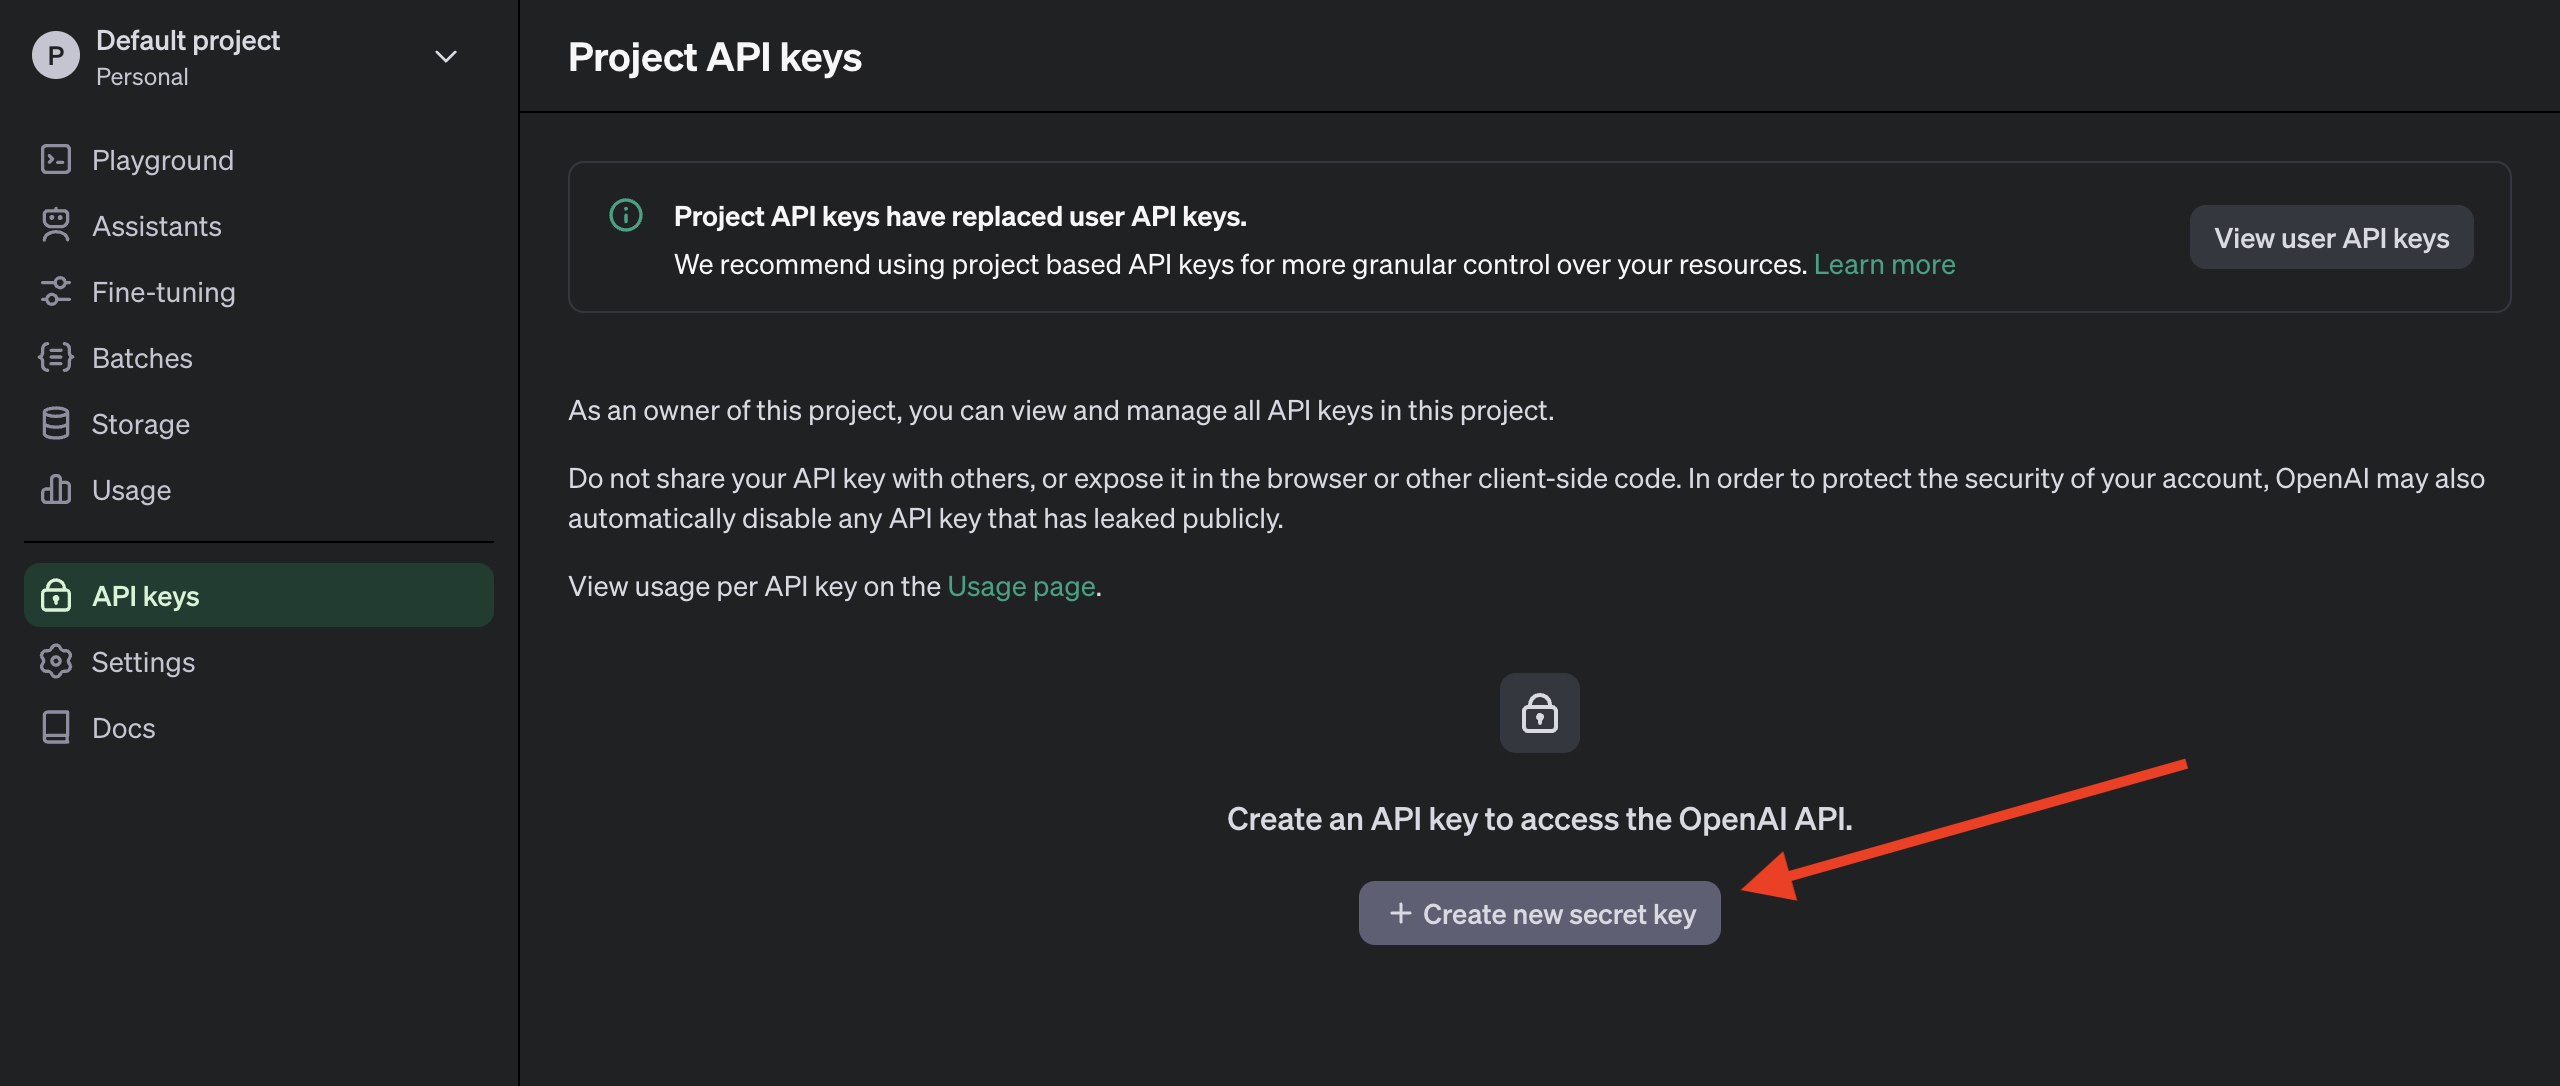 P
Default project
Personal
Playground
Assistants
Fine-tuning
Batches
Storage
Usage
API keys
Settings
Docs
Project API keys
Project API keys have replaced user API keys.
We recommend using project based API keys for more granular control over your resources. Learn more
View user API keys
As an owner of this project, you can view and manage all API keys in this project.
Do not share your API key with others, or expose it in the browser or other client-side code. In order to protect the security of your account, OpenAI may also
automatically disable any API key that has leaked publicly.
View usage per API key on the Usage page.
Create an API key to access the OpenAI API.
+ Create new secret key